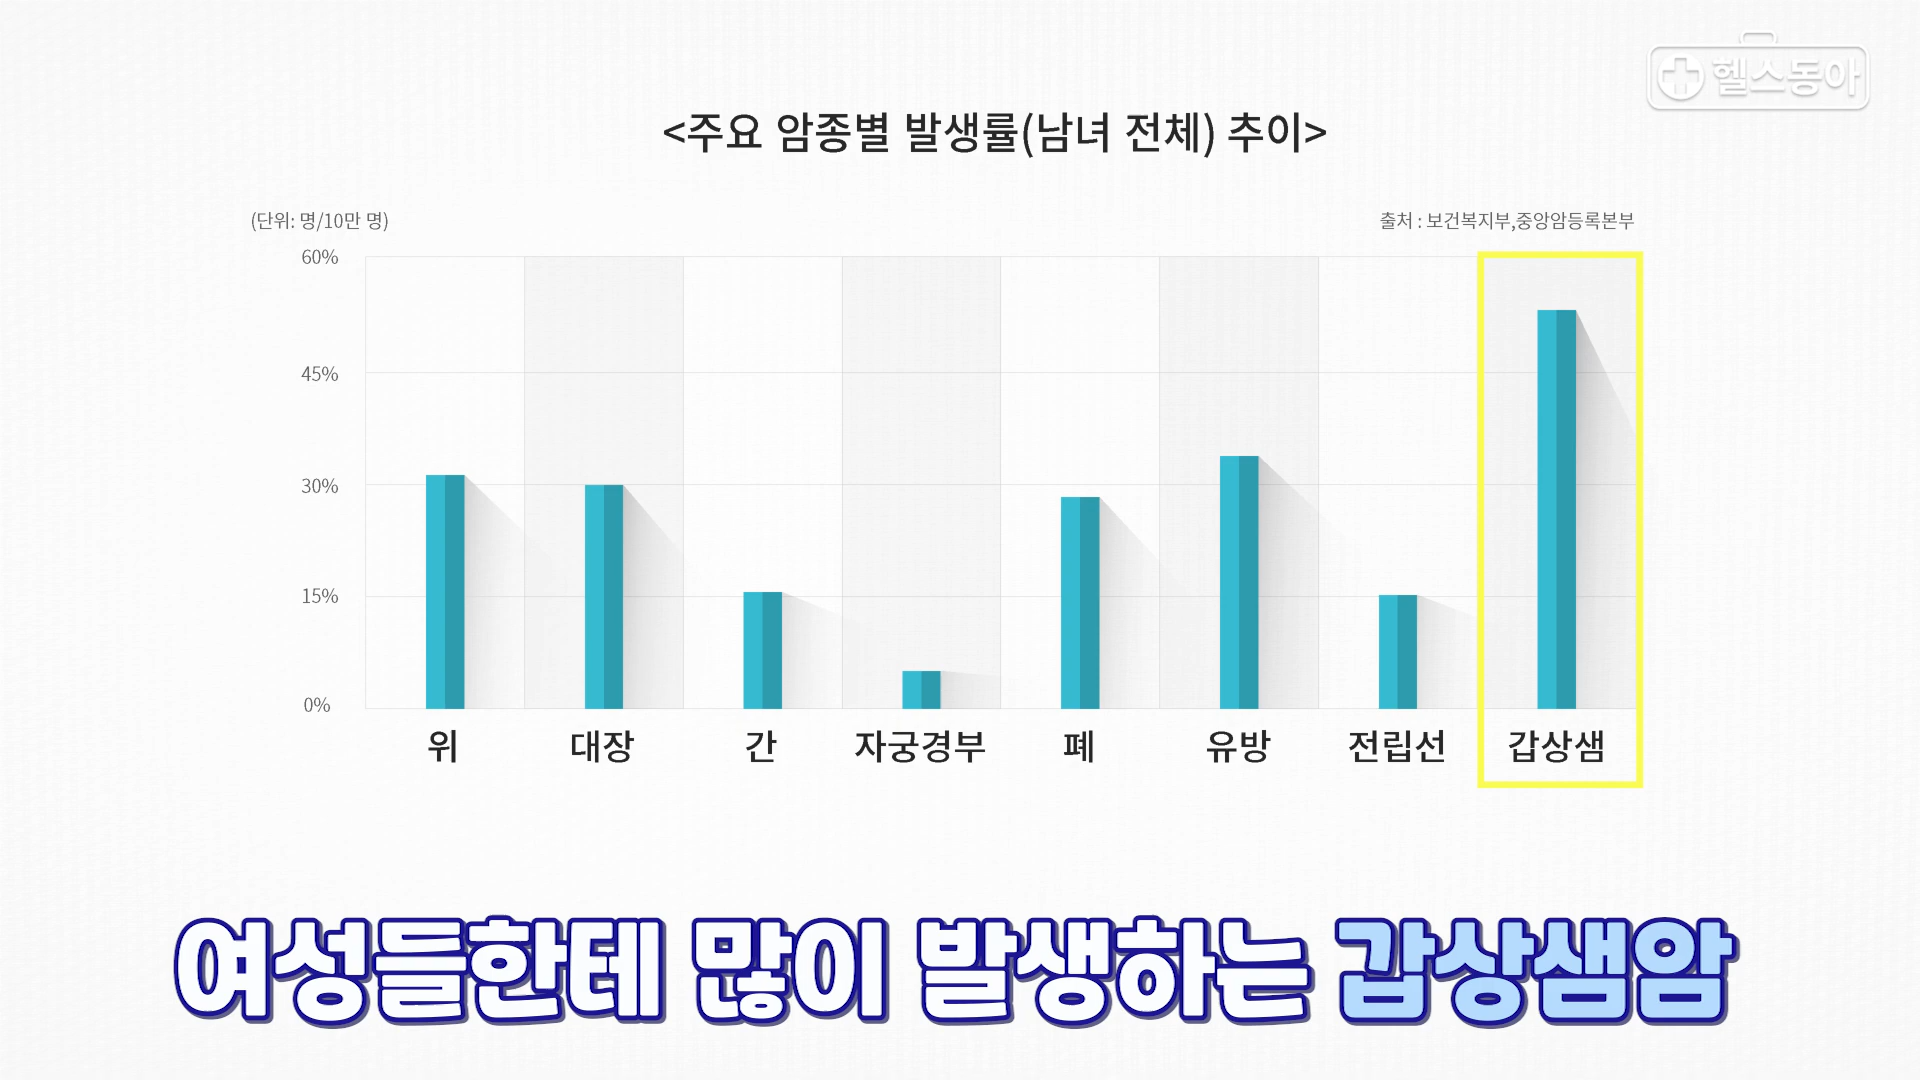 헬스동아
<주요 암종별 발생률(남녀 전체) 추이>
(단위: 명/10만 명)
출처 : 보건복지부,중앙암등록본부
60%
45%
30%
15%
0%
위 대장 간 자궁경부 폐 유방 전립선 갑상샘
여성들한테 많이 발생하는 갑상샘암